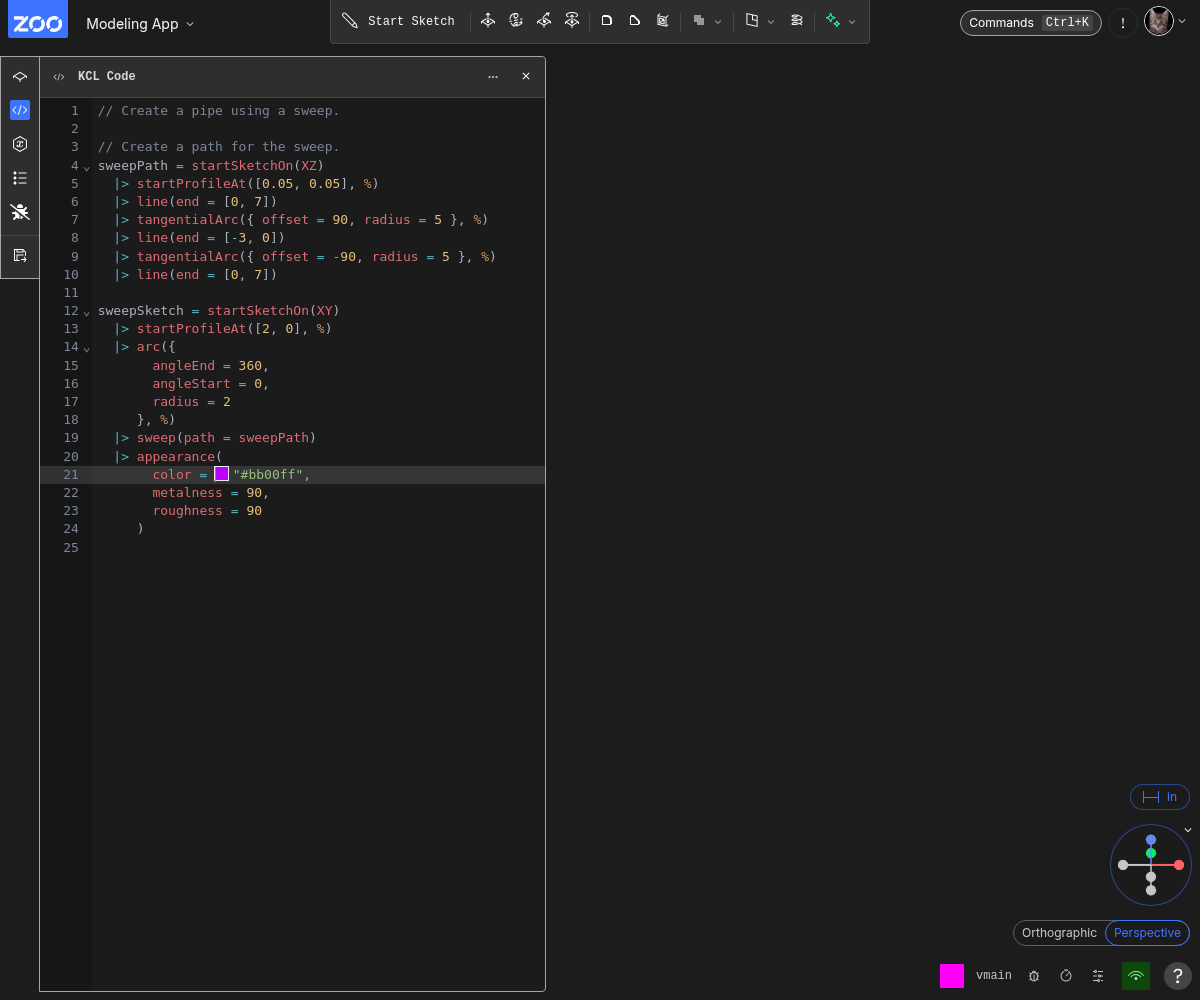 ZOO Modeling App Start Sketch Commands Ctrl+K !
KCL Code
1 // Create a pipe using a sweep.
2
3 // Create a path for the sweep.
4 sweepPath = startSketchOn(XZ)
5 |> startProfileAt([0.05, 0.05], %)
6 |> line(end = [0, 7])
7 |> tangentialArc({ offset = 90, radius = 5 }, %)
8 |> line(end = [-3, 0])
9 |> tangentialArc({ offset = -90, radius = 5 }, %)
10 |> line(end = [0, 7])
11
12 sweepSketch = startSketchOn(XY)
13 |> startProfileAt([2, 0], %)
14 |> arc({
15 angleEnd = 360,
16 angleStart = 0,
17 radius = 2
18 }, %)
19 |> sweep(path = sweepPath)
20 |> appearance(
21 color = "#bb00ff",
22 metalness = 90,
23 roughness = 90
24 )
25
in
Orthographic Perspective
vmain ?